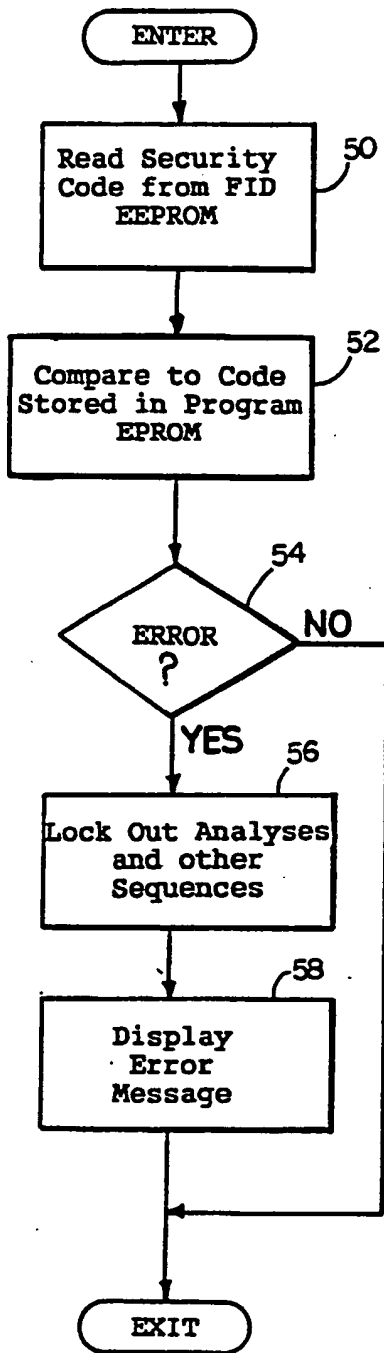 ENTER
50
Read Security
Code from FID
EEPROM
52
Compare to Code
Stored in Program
EPROM
54
ERROR
?
NO
YES
56
Lock Out Analyses
and other
Sequences
58
Display
Error
Message
EXIT